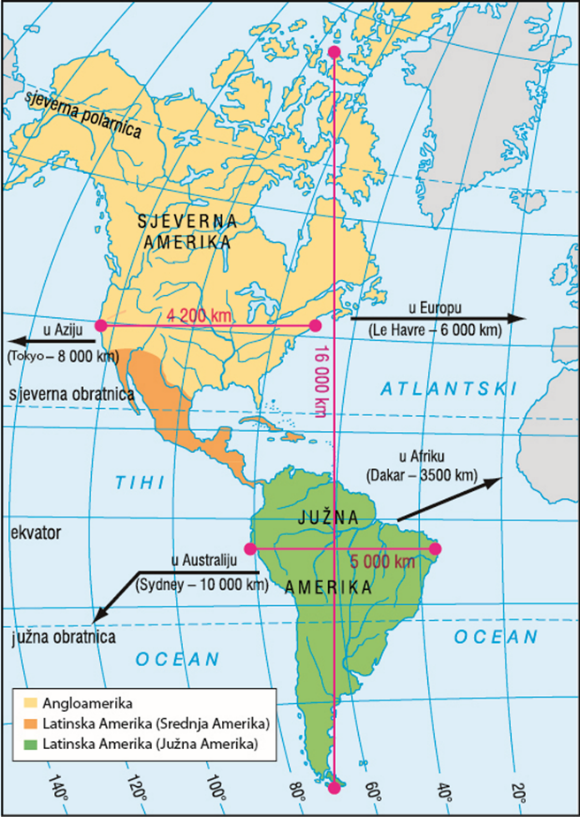 sjeverna polarnica
SJEVERNA
AMERIKA
4 200 km
u Europu
(Le Havre – 6 000 km)
u Aziju
(Tokyo – 8 000 km)
16 000 km
sjeverna obratnica
ATLANTSKI
u Afriku
(Dakar – 3500 km)
TIHI
JUŽNA
ekvator
5 000 km
u Australiju
(Sydney – 10 000 km)
AMERIKA
južna obratnica
OCEAN
OCEAN
Angloamerika
Latinska Amerika (Srednja Amerika)
Latinska Amerika (Južna Amerika)
140° 120° 100° 80° 60° 40° 20°